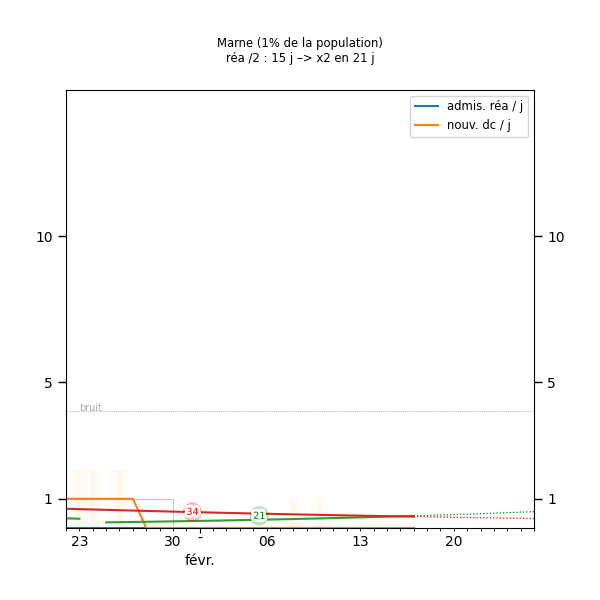 Marne (1% de la population)
réa /2 : 15 j –> x2 en 21 j
admis. réa / j
nouv. dc / j
10
10
5
5
bruit
1
1
34
21
23
30
-
06
13
20
févr.